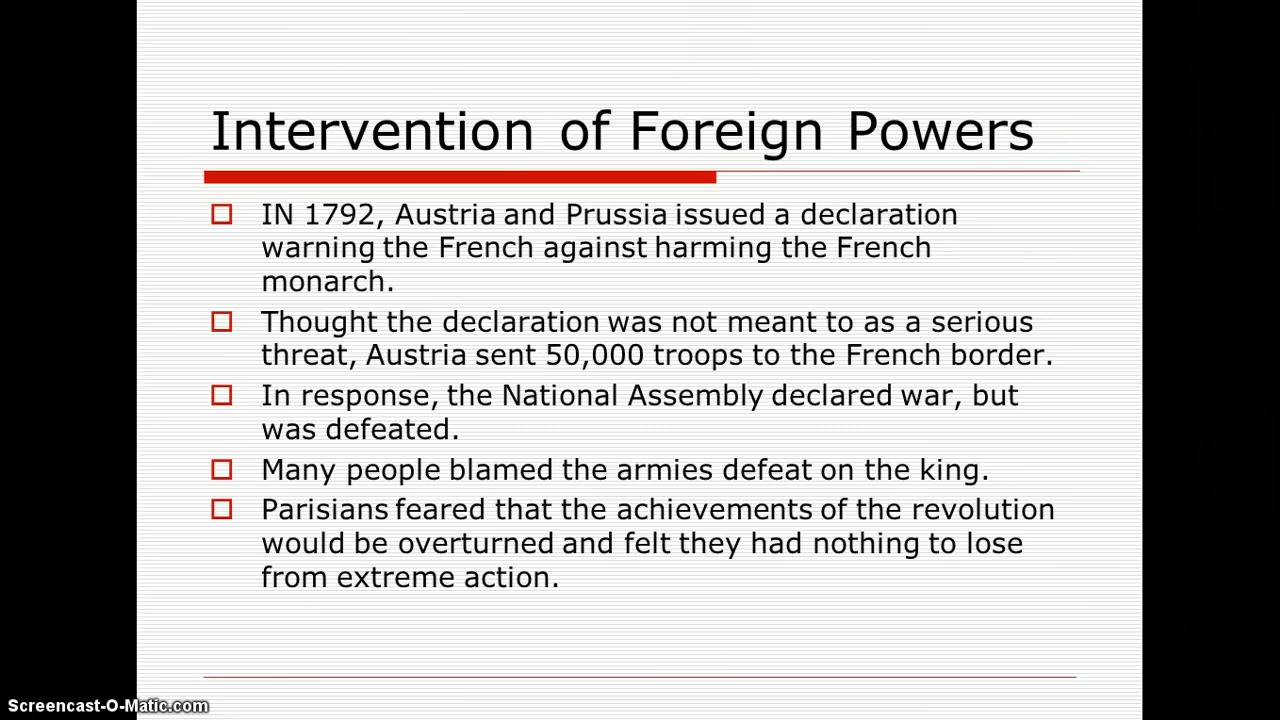 Intervention of Foreign Powers
IN 1792, Austria and Prussia issued a declaration
warning the French against harming the French
monarch.
Thought the declaration was not meant to as a serious
threat, Austria sent 50,000 troops to the French border.
In response, the National Assembly declared war, but
was defeated.
Many people blamed the armies defeat on the king.
Parisians feared that the achievements of the revolution
would be overturned and felt they had nothing to lose
from extreme action.
Screencast-O-Matic.com